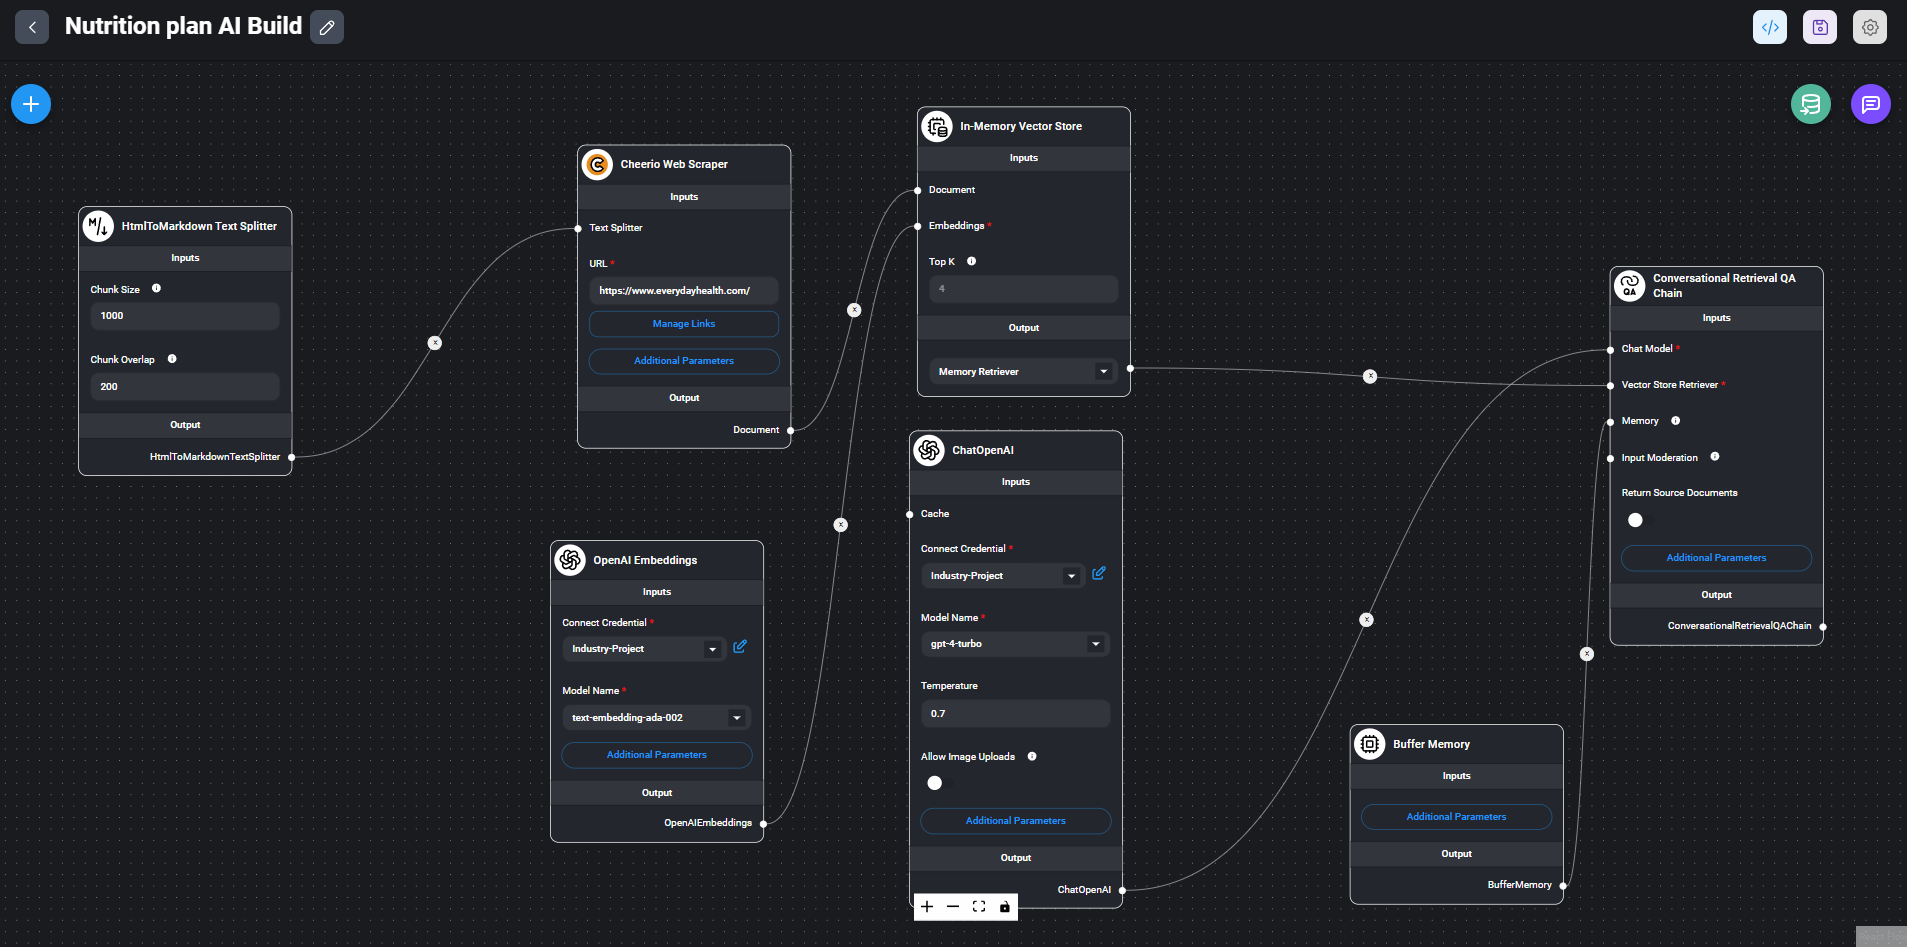 Nutrition plan AI Build
HtmlToMarkdown Text Splitter
Inputs
Chunk Size
1000
Chunk Overlap
200
Output
HtmlToMarkdownTextSplitter
Cheerio Web Scraper
Inputs
Text Splitter
URL *
https://www.everydayhealth.com/
Manage Links
Additional Parameters
Output
Document
OpenAI Embeddings
Inputs
Connect Credential *
Industry-Project
Model Name *
text-embedding-ada-002
Additional Parameters
Output
OpenAIEmbeddings
In-Memory Vector Store
Inputs
Document
Embeddings *
Top K
4
Output
Memory Retriever
ChatOpenAI
Inputs
Cache
Connect Credential *
Industry-Project
Model Name *
gpt-4-turbo
Temperature
0.7
Allow Image Uploads
Additional Parameters
Output
ChatOpenAI
Buffer Memory
Inputs
Additional Parameters
Output
BufferMemory
QA
Conversational Retrieval QA
Chain
Inputs
Chat Model *
Vector Store Retriever *
Memory
Input Moderation
Return Source Documents
Additional Parameters
Output
ConversationalRetrievalQAChain